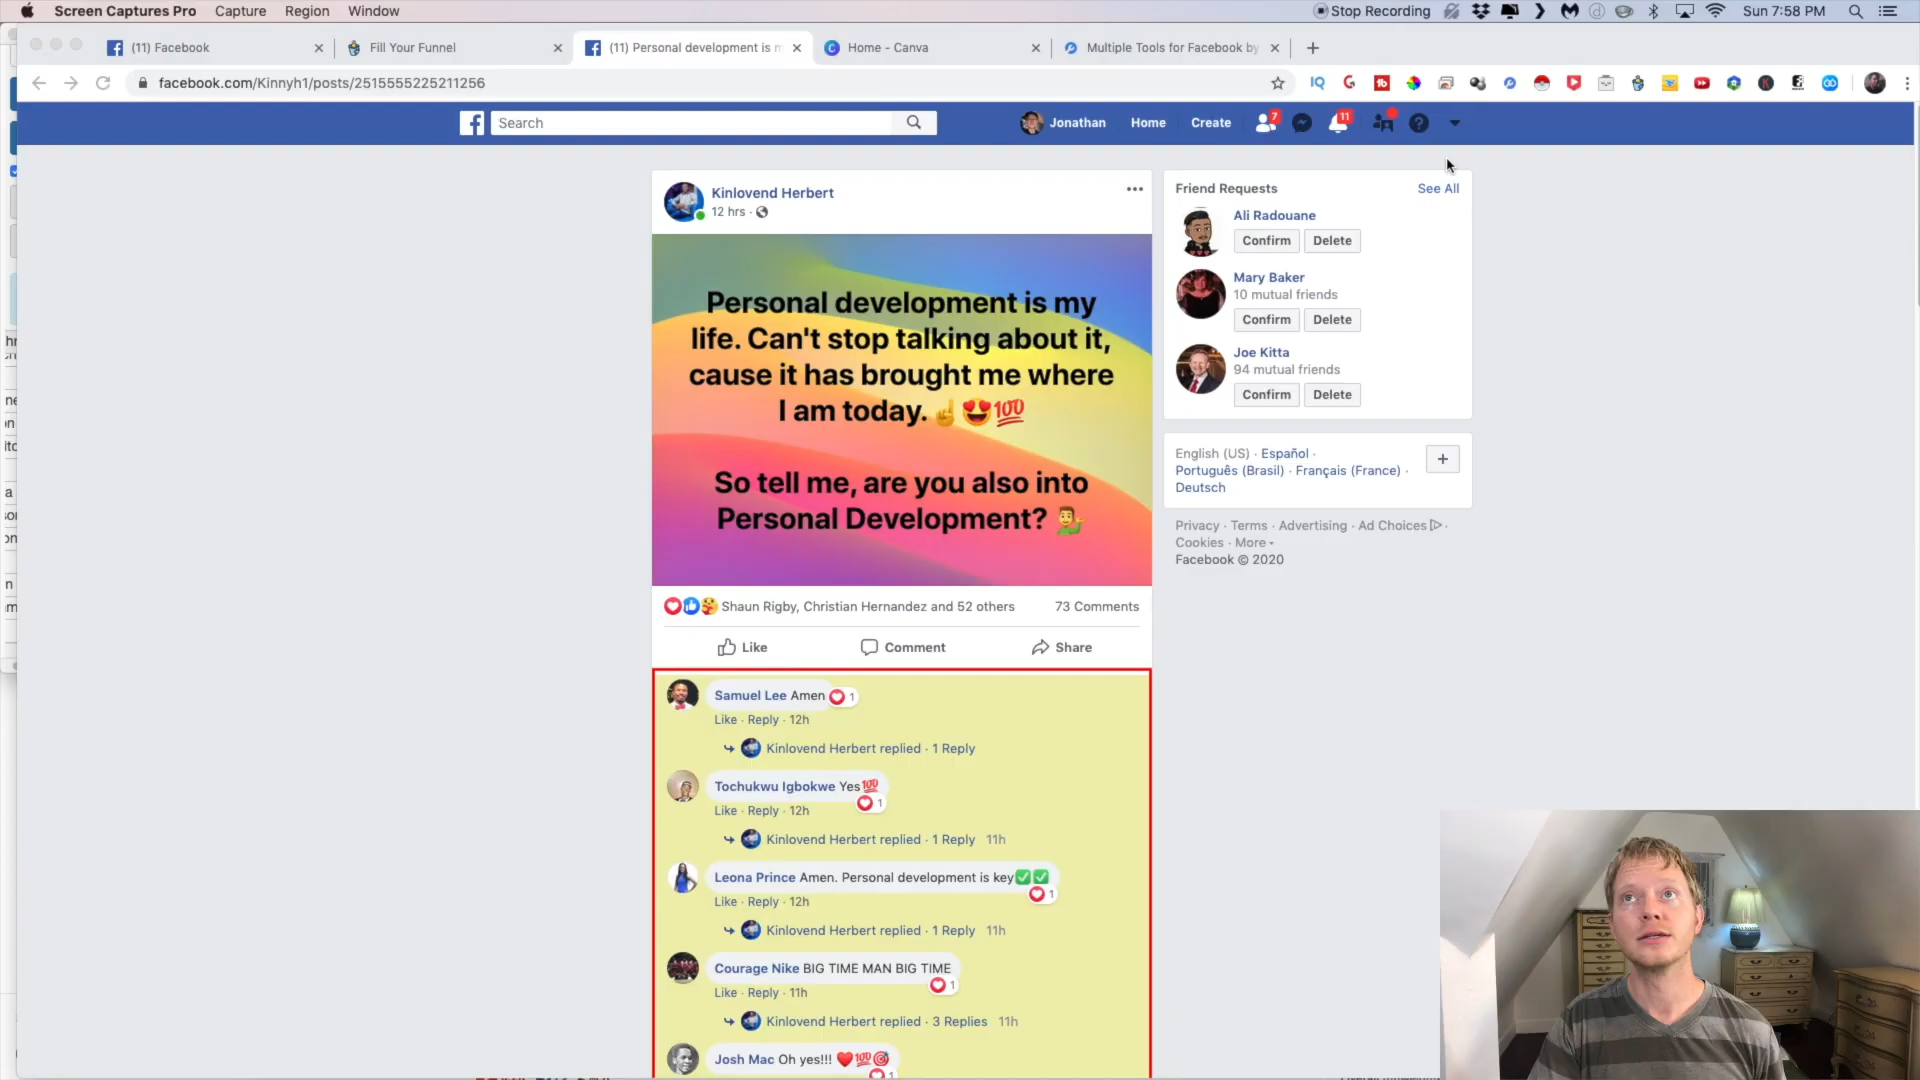 Screen Captures Pro Capture Region Window Stop Recording Sun 7:58 PM
(11) Facebook Fill Your Funnel (11) Personal development is m Home - Canva Multiple Tools for Facebook by
facebook.com/Kinnyh1/posts/2515555225211256
Search Jonathan Home Create 7 11
Kinlovend Herbert
12 hrs ·
Personal development is my
life. Can't stop talking about it,
cause it has brought me where
I am today.☝️😍💯
So tell me, are you also into
Personal Development? 💁‍♂️
Shaun Rigby, Christian Hernandez and 52 others 73 Comments
Like Comment Share
Samuel Lee Amen 1
Like · Reply · 12h
Kinlovend Herbert replied · 1 Reply
Tochukwu Igbokwe Yes💯 1
Like · Reply · 12h
Kinlovend Herbert replied · 1 Reply 11h
Leona Prince Amen. Personal development is key✅✅ 1
Like · Reply · 12h
Kinlovend Herbert replied · 1 Reply 11h
Courage Nike BIG TIME MAN BIG TIME 1
Like · Reply · 11h
Kinlovend Herbert replied · 3 Replies 11h
Josh Mac Oh yes!!! ❤️💯🎯 1
Friend Requests See All
Ali Radouane
Confirm Delete
Mary Baker
10 mutual friends
Confirm Delete
Joe Kitta
94 mutual friends
Confirm Delete
English (US) · Español ·
Português (Brasil) · Français (France) ·
Deutsch
Privacy · Terms · Advertising · Ad Choices ·
Cookies · More
Facebook © 2020